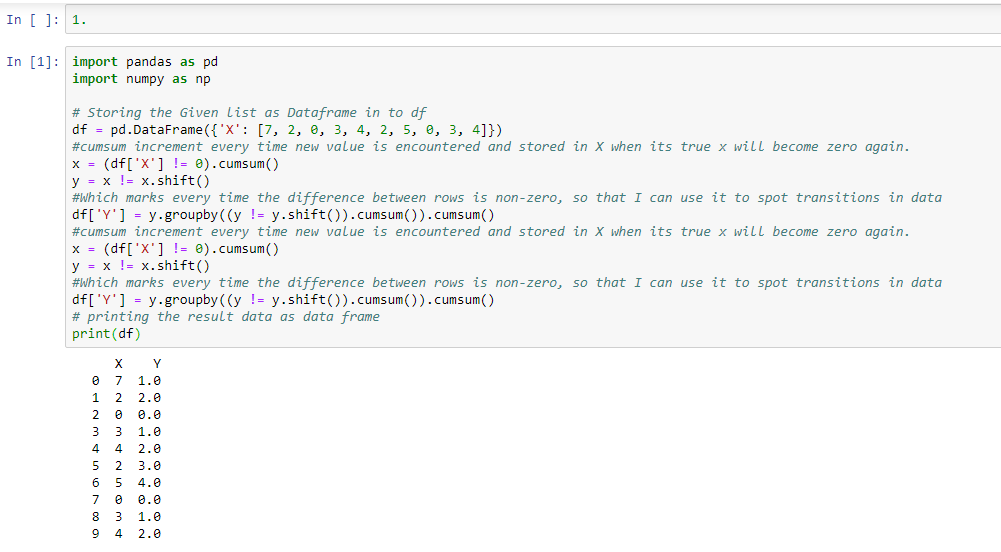 In [ ]: 1.
In [1]: import pandas as pd
import numpy as np
# Storing the Given List as Dataframe in to df
df = pd.DataFrame({'X': [7, 2, 0, 3, 4, 2, 5, 0, 3, 4]})
#cumsum increment every time new value is encountered and stored in X when its true x will become zero again.
x = (df['X'] != 0).cumsum()
y = x != x.shift()
#Which marks every time the difference between rows is non-zero, so that I can use it to spot transitions in data
df['Y'] = y.groupby((y != y.shift()).cumsum()).cumsum()
#cumsum increment every time new value is encountered and stored in X when its true x will become zero again.
x = (df['X'] != 0).cumsum()
y = x != x.shift()
#Which marks every time the difference between rows is non-zero, so that I can use it to spot transitions in data
df['Y'] = y.groupby((y != y.shift()).cumsum()).cumsum()
# printing the result data as data frame
print(df)
X Y
0 7 1.0
1 2 2.0
2 0 0.0
3 3 1.0
4 4 2.0
5 2 3.0
6 5 4.0
7 0 0.0
8 3 1.0
9 4 2.0